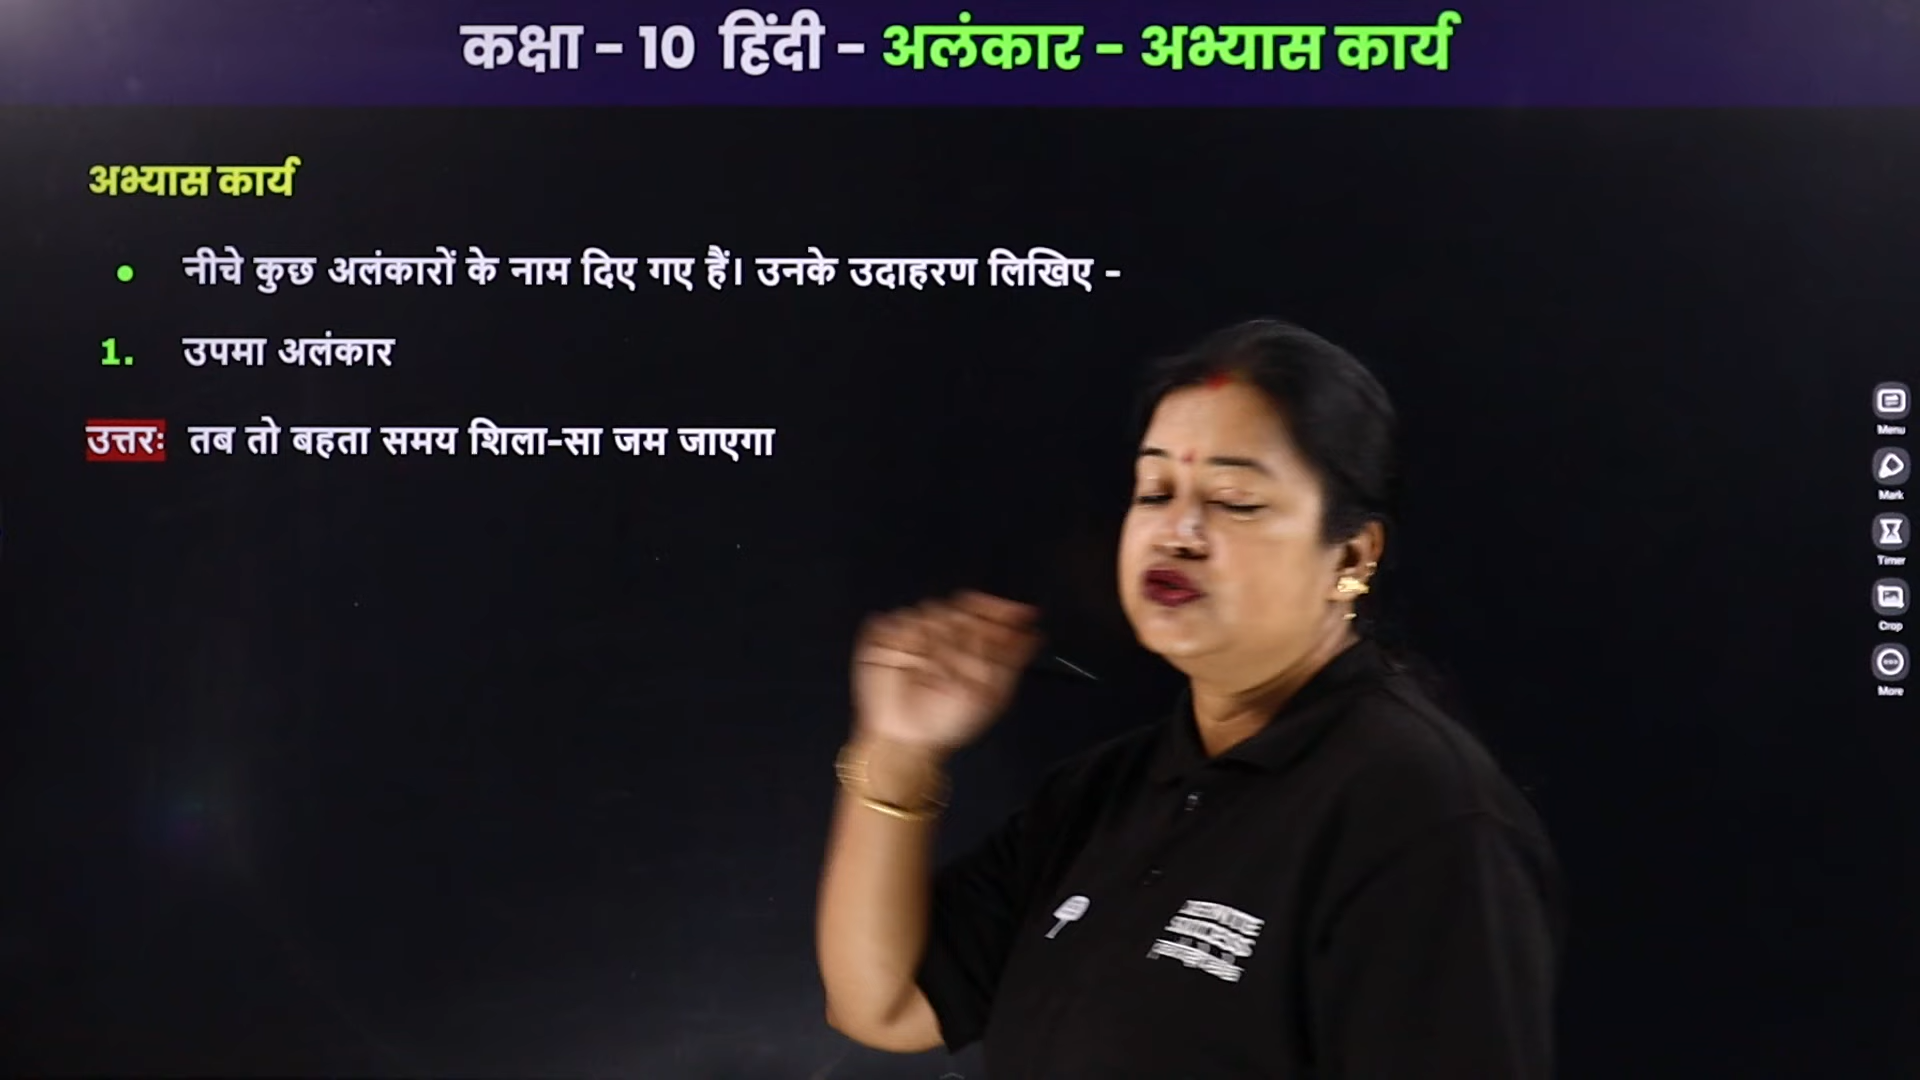 कक्षा - 10 हिंदी - अलंकार - अभ्यास कार्य
अभ्यास कार्य
• नीचे कुछ अलंकारों के नाम दिए गए हैं। उनके उदाहरण लिखिए -
1. उपमा अलंकार
उत्तरः तब तो बहता समय शिला-सा जम जाएगा
Menu
Mark
Timer
Crop
More